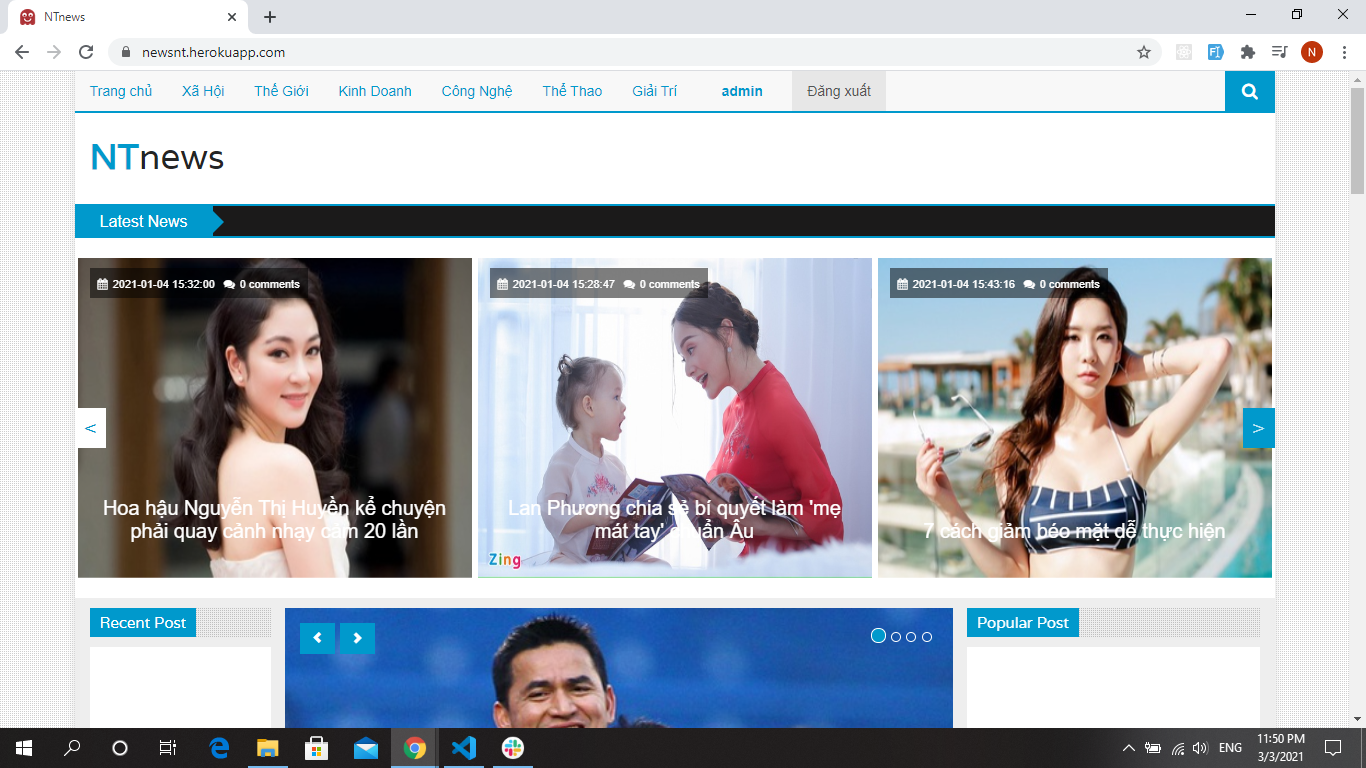 NTnews
newsnt.herokuapp.com
N
Trang chủ Xã Hội Thế Giới Kinh Doanh Công Nghệ Thể Thao Giải Trí admin Đăng xuất
NTnews
Latest News
2021-01-04 15:32:00 0 comments
Hoa hậu Nguyễn Thị Huyền kể chuyện
phải quay cảnh nhạy cảm 20 lần
2021-01-04 15:28:47 0 comments
Lan Phương chia sẻ bí quyết làm 'mẹ
mát tay' chuẩn Âu
Zing
2021-01-04 15:43:16 0 comments
7 cách giảm béo mặt dễ thực hiện
< >
Recent Post
Popular Post
ENG
11:50 PM
3/3/2021